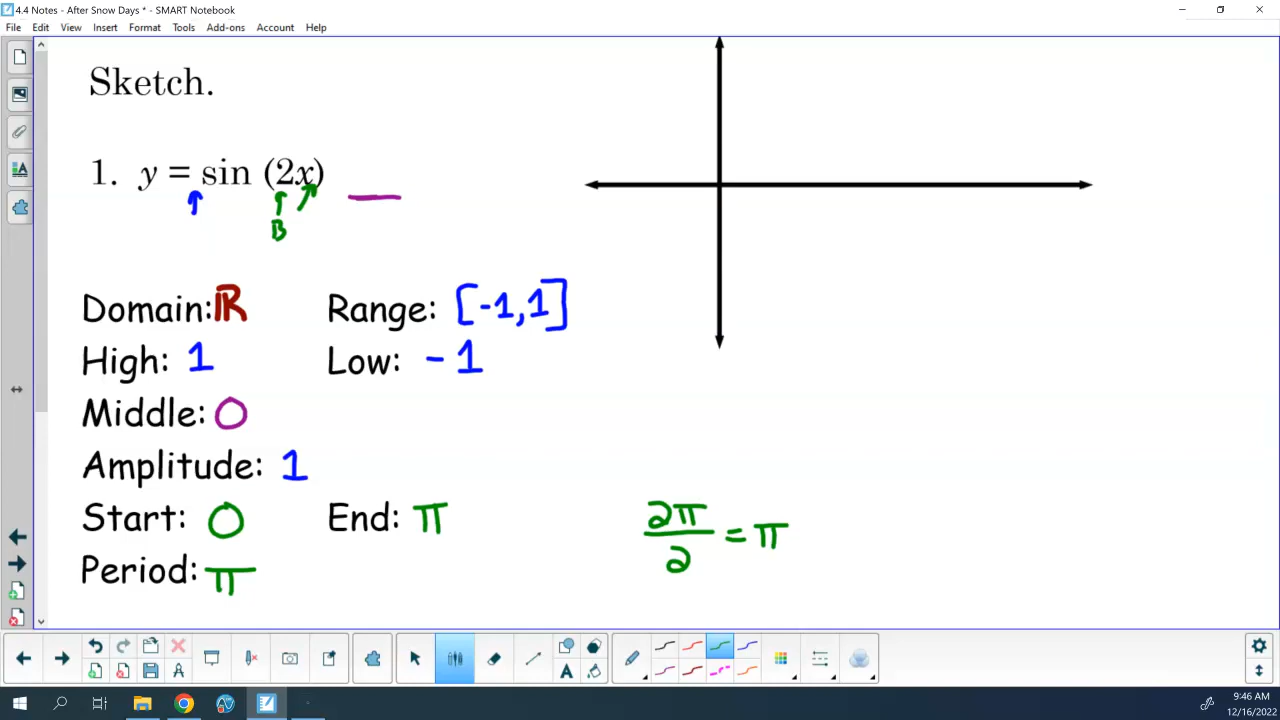 4.4 Notes - After Snow Days * - SMART Notebook
File Edit View Insert Format Tools Add-ons Account Help
Sketch.
1. y = sin (2x)
B
Domain: ℝ Range: [-1,1]
High: 1 Low: -1
Middle: 0
Amplitude: 1
Start: 0 End: π
2π/2 = π
Period: π
9:46 AM
12/16/2022